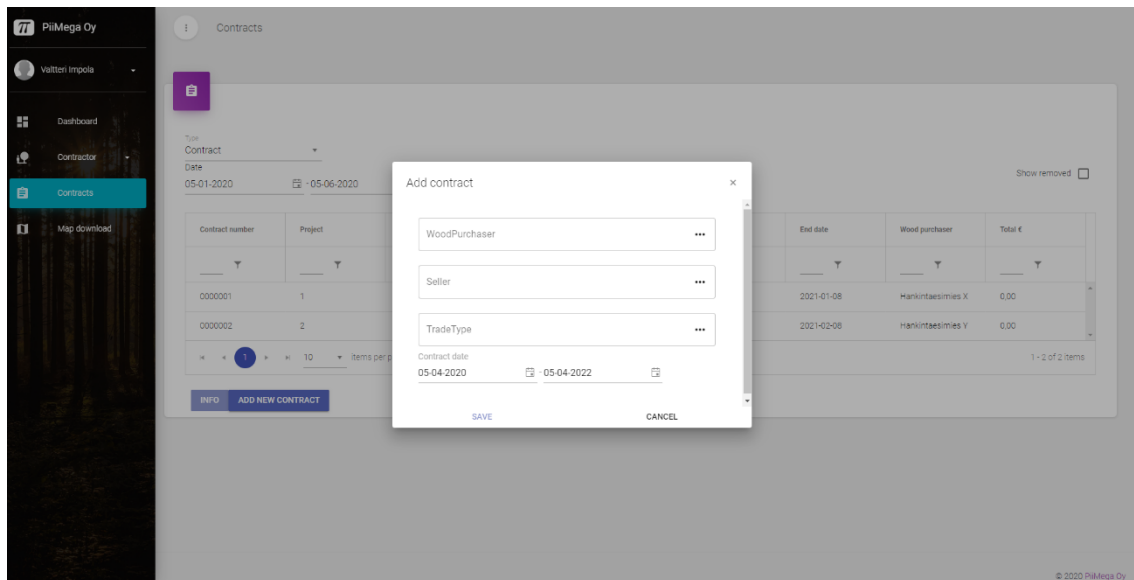 PiiMega Oy
Contracts
Valtteri Impola
Dashboard
Contractor
Contracts
Map download
Type
Contract
Date
05-01-2020 - 05-06-2020
Show removed
Contract number Project End date Wood purchaser Total €
0000001 1 2021-01-08 Hankintaesimies X 0,00
0000002 2 2021-02-08 Hankintaesimies Y 0,00
1 10 items per p 1 - 2 of 2 items
INFO ADD NEW CONTRACT
Add contract ×
WoodPurchaser
Seller
TradeType
Contract date
05-04-2020 - 05-04-2022
SAVE CANCEL
© 2020 PiiMega Oy